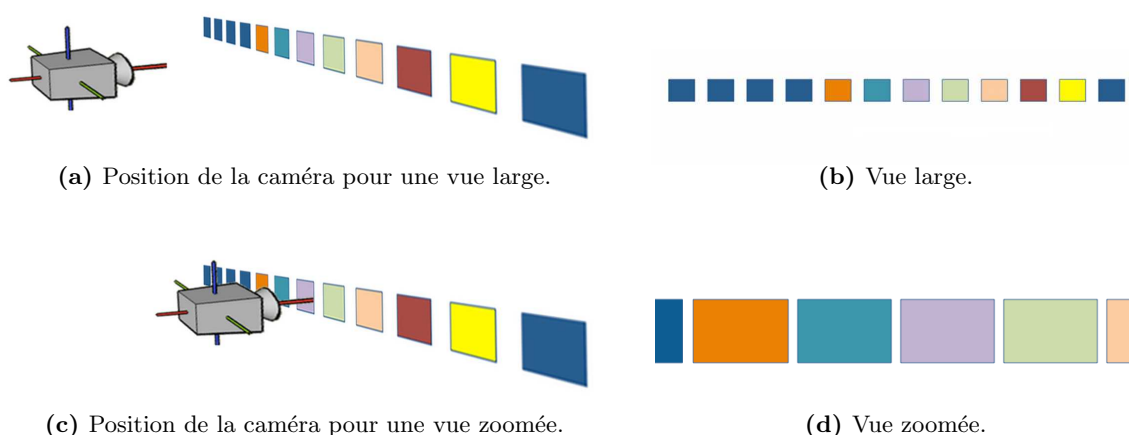 (a) Position de la caméra pour une vue large.
(b) Vue large.
(c) Position de la caméra pour une vue zoomée.
(d) Vue zoomée.